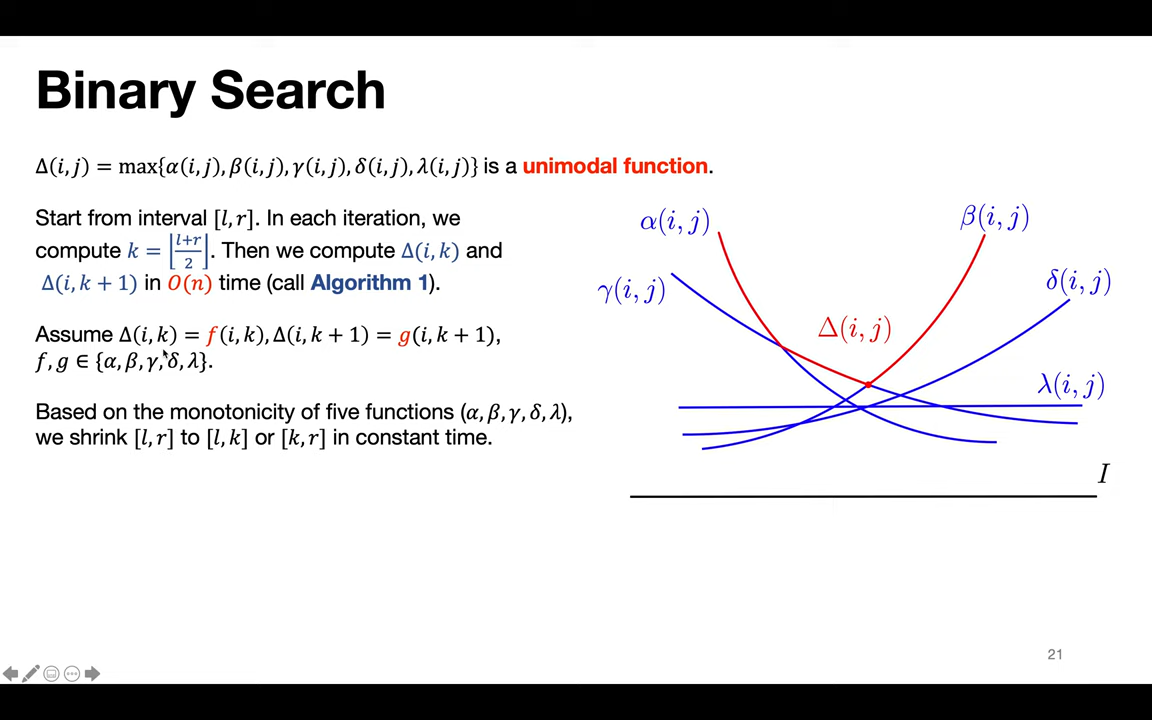 Binary Search
Δ(i, j) = max{α(i, j), β(i, j), γ(i, j), δ(i, j), λ(i, j)} is a unimodal function.
Start from interval [l, r]. In each iteration, we
compute k = ⌊(l+r)/2⌋. Then we compute Δ(i, k) and
Δ(i, k + 1) in O(n) time (call Algorithm 1).
Assume Δ(i, k) = f(i, k), Δ(i, k + 1) = g(i, k + 1),
f, g ∈ {α, β, γ, δ, λ}.
Based on the monotonicity of five functions (α, β, γ, δ, λ),
we shrink [l, r] to [l, k] or [k, r] in constant time.
α(i, j)
β(i, j)
γ(i, j)
δ(i, j)
Δ(i, j)
λ(i, j)
I
21